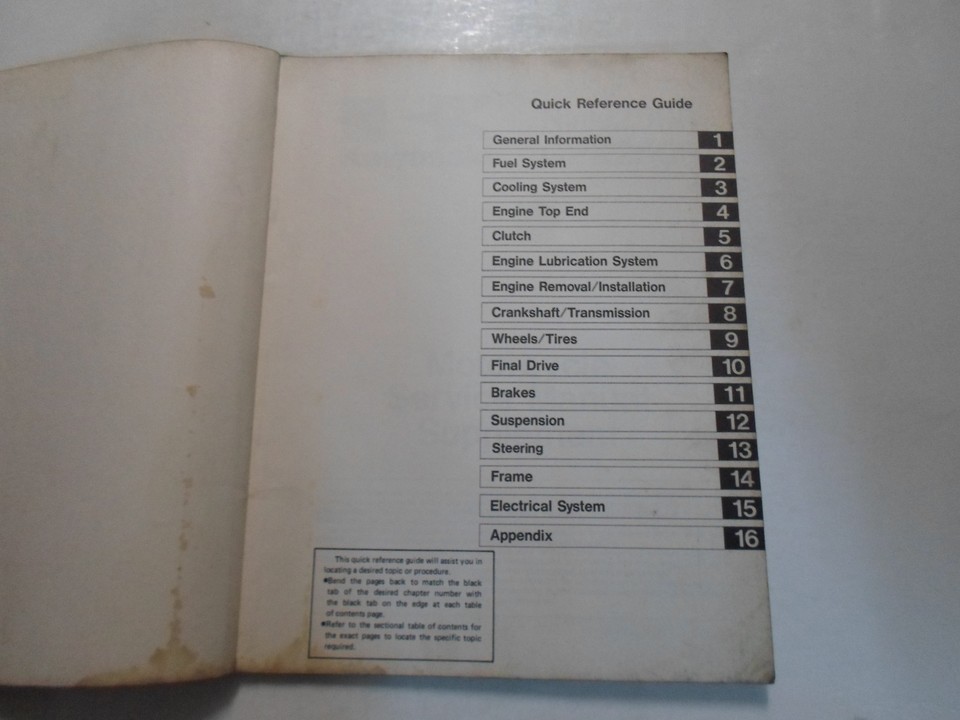 Quick Reference Guide
General Information 1
Fuel System 2
Cooling System 3
Engine Top End 4
Clutch 5
Engine Lubrication System 6
Engine Removal/Installation 7
Crankshaft/Transmission 8
Wheels/Tires 9
Final Drive 10
Brakes 11
Suspension 12
Steering 13
Frame 14
Electrical System 15
Appendix 16
This quick reference guide will assist you in
locating a desired topic or procedure.
•Bend the pages back to match the black
tab of the desired chapter number with
the black tab on the edge at each table
of contents page.
•Refer to the sectional table of contents for
the exact pages to locate the specific topic
required.